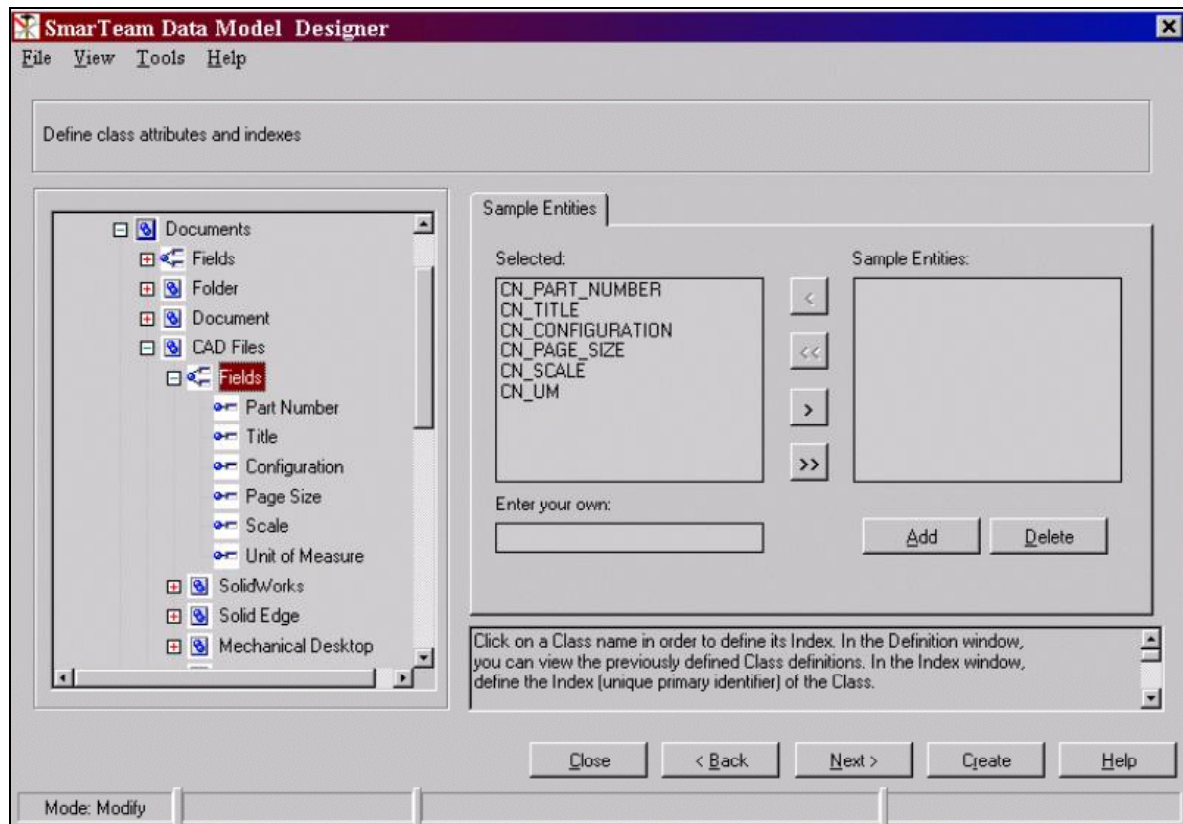 SmarTeam Data Model Designer
File View Tools Help
Define class attributes and indexes
Documents
Fields
Folder
Document
CAD Files
Fields
Part Number
Title
Configuration
Page Size
Scale
Unit of Measure
SolidWorks
Solid Edge
Mechanical Desktop
Sample Entities
Selected:
CN_PART_NUMBER
CN_TITLE
CN_CONFIGURATION
CN_PAGE_SIZE
CN_SCALE
CN_UM
<
<<
>
>>
Sample Entities:
Enter your own:
Add Delete
Click on a Class name in order to define its Index. In the Definition window,
you can view the previously defined Class definitions. In the Index window,
define the Index (unique primary identifier) of the Class.
Close < Back Next > Create Help
Mode: Modify